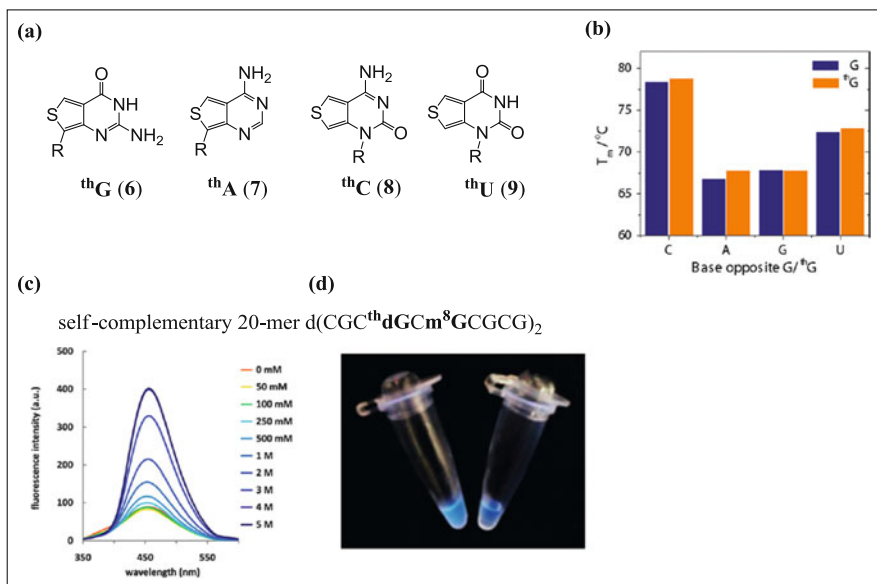 (a)
O
NH
S
N
NH₂
R
ᵗʰG (6)
NH₂
N
S
N
R
ᵗʰA (7)
NH₂
N
S
N
O
R
ᵗʰC (8)
O
NH
S
N
O
R
ᵗʰU (9)
(b)
G
ᵗʰG
80
75
70
65
60
Tₘ/°C
C A G U
Base opposite G/ᵗʰG
(c)
(d)
self-complementary 20-mer d(CGCᵗʰdGCm⁸GCGCG)₂
500
400
300
200
100
0
fluorescence intensity (a.u.)
350 450 550
wavelength (nm)
0 mM
50 mM
100 mM
250 mM
500 mM
1 M
2 M
3 M
4 M
5 M